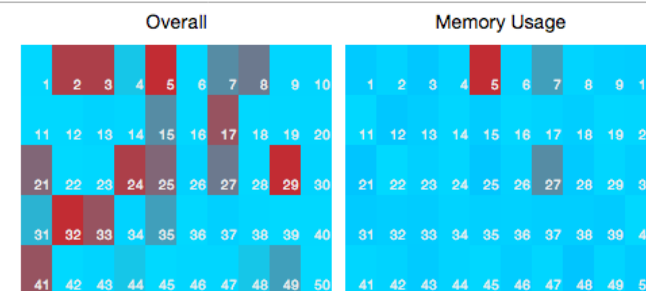 Overall Memory Usage
1 2 3 4 5 6 7 8 9 10 1 2 3 4 5 6 7 8 9
11 12 13 14 15 16 17 18 19 20 11 12 13 14 15 16 17 18 19
21 22 23 24 25 26 27 28 29 30 21 22 23 24 25 26 27 28 29
31 32 33 34 35 36 37 38 39 40 31 32 33 34 35 36 37 38 39
41 42 43 44 45 46 47 48 49 50 41 42 43 44 45 46 47 48 49